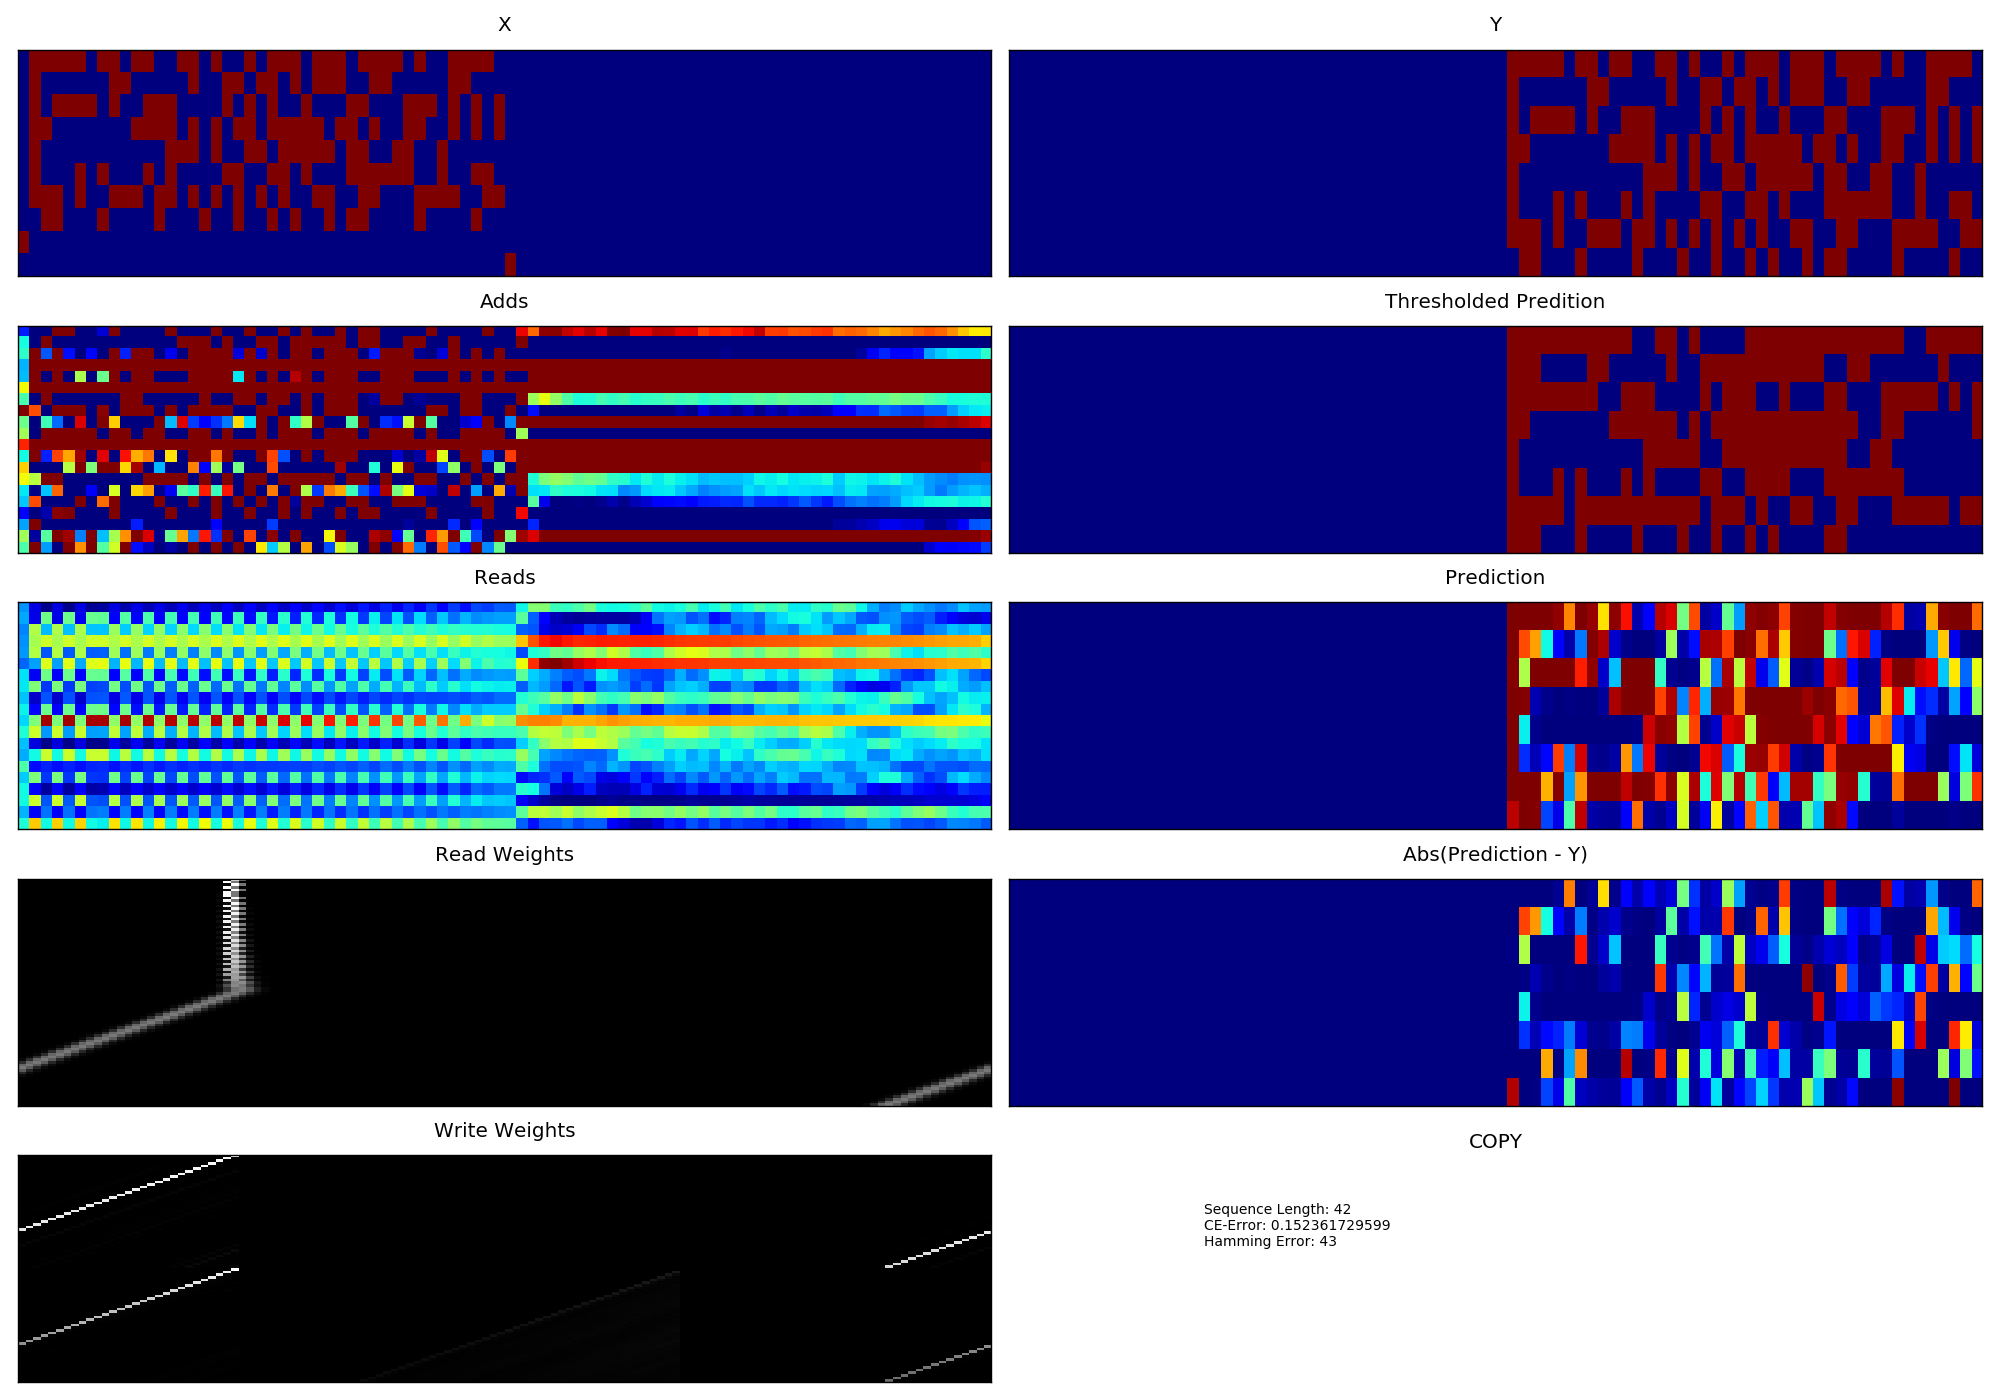 X
Y
Adds
Thresholded Predition
Reads
Prediction
Read Weights
Abs(Prediction - Y)
Write Weights
COPY
Sequence Length: 42
CE-Error: 0.152361729599
Hamming Error: 43